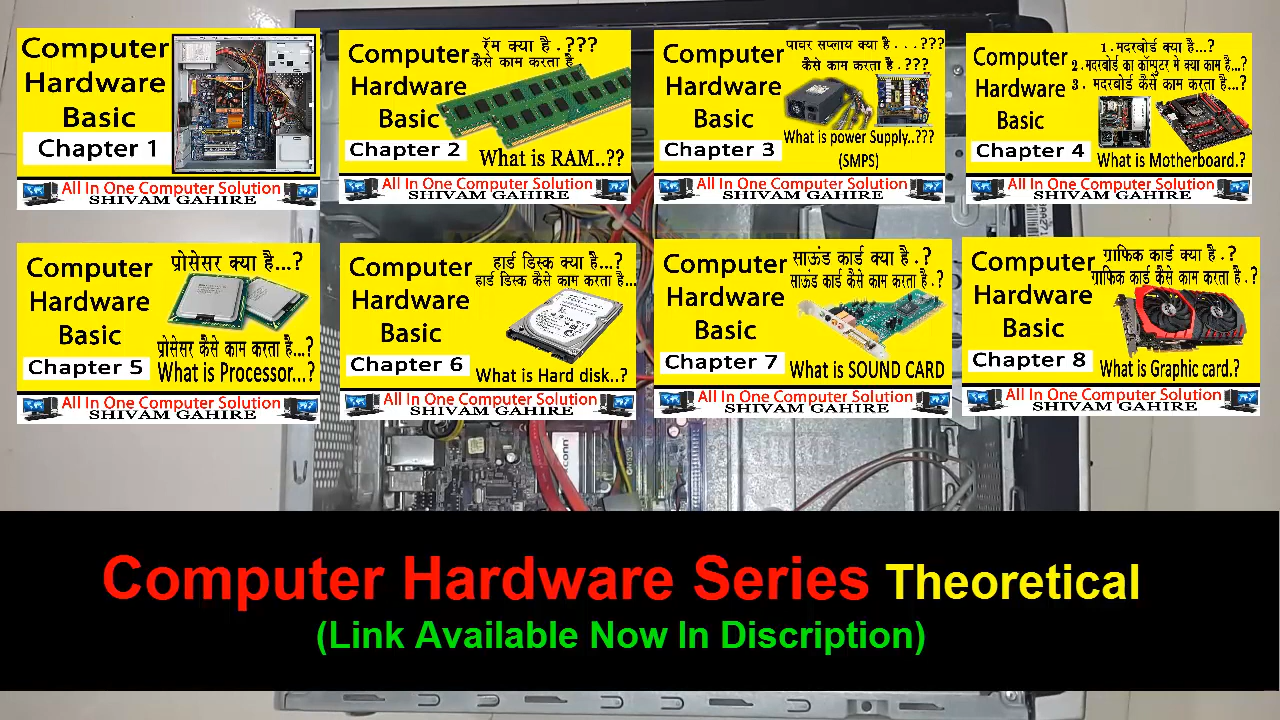 Computer
Hardware
Basic
Chapter 1
All In One Computer Solution
SHIVAM GAHIRE
Computer
Hardware
Basic
Chapter 2
रॅम क्या है .???
कैसे काम करता है
What is RAM..??
All In One Computer Solution
SHIVAM GAHIRE
Computer
Hardware
Basic
Chapter 3
पावर सप्लाय क्या है . . . ???
कैसे काम करता है .???
What is power Supply..???
(SMPS)
All In One Computer Solution
SHIVAM GAHIRE
Computer
Hardware
Basic
Chapter 4
1.मदरबोर्ड क्या है...?
2.मदरबोर्ड का कॉम्पुटर मे क्या काम है...?
3. मदरबोर्ड कैसे काम करता है...?
What is Motherboard.?
All In One Computer Solution
SHIVAM GAHIRE
Computer
Hardware
Basic
Chapter 5
प्रोसेसर क्या है...?
प्रोसेसर कैसे काम करता है...?
What is Processor...?
All In One Computer Solution
SHIVAM GAHIRE
Computer
Hardware
Basic
Chapter 6
हार्ड डिस्क क्या है...?
हार्ड डिस्क कैसे काम करता है...
What is Hard disk..?
All In One Computer Solution
SHIVAM GAHIRE
Computer
Hardware
Basic
Chapter 7
साऊंड कार्ड क्या है .?
साऊंड कार्ड कैसे काम करता है .?
What is SOUND CARD
All In One Computer Solution
SHIVAM GAHIRE
Computer
Hardware
Basic
Chapter 8
ग्राफिक कार्ड क्या है . ?
ग्राफिक कार्ड कैसे काम करता है . ?
What is Graphic card.?
All In One Computer Solution
SHIVAM GAHIRE
Computer Hardware Series Theoretical
(Link Available Now In Discription)